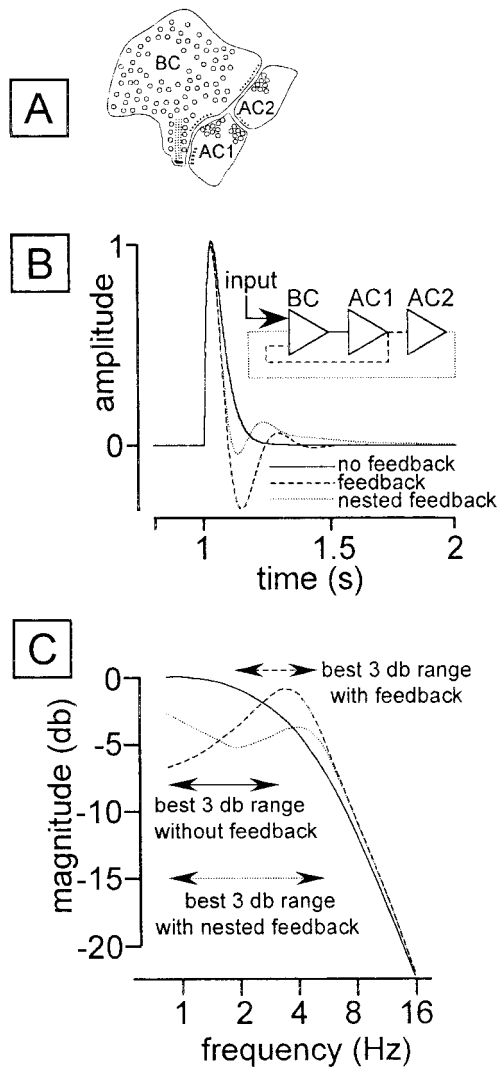 A
BC
AC2
AC1
B
1
0
amplitude
input
BC AC1 AC2
no feedback
feedback
nested feedback
1 1.5 2
time (s)
C
0
-5
-10
-15
-20
magnitude (db)
best 3 db range
with feedback
best 3 db range
without feedback
best 3 db range
with nested feedback
1 2 4 8 16
frequency (Hz)